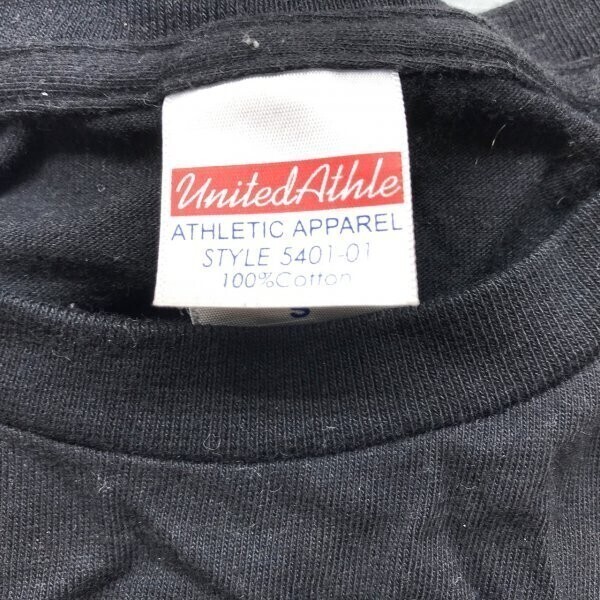 UnitedAthle
ATHLETIC APPAREL
STYLE 5401-01
100%Cotton